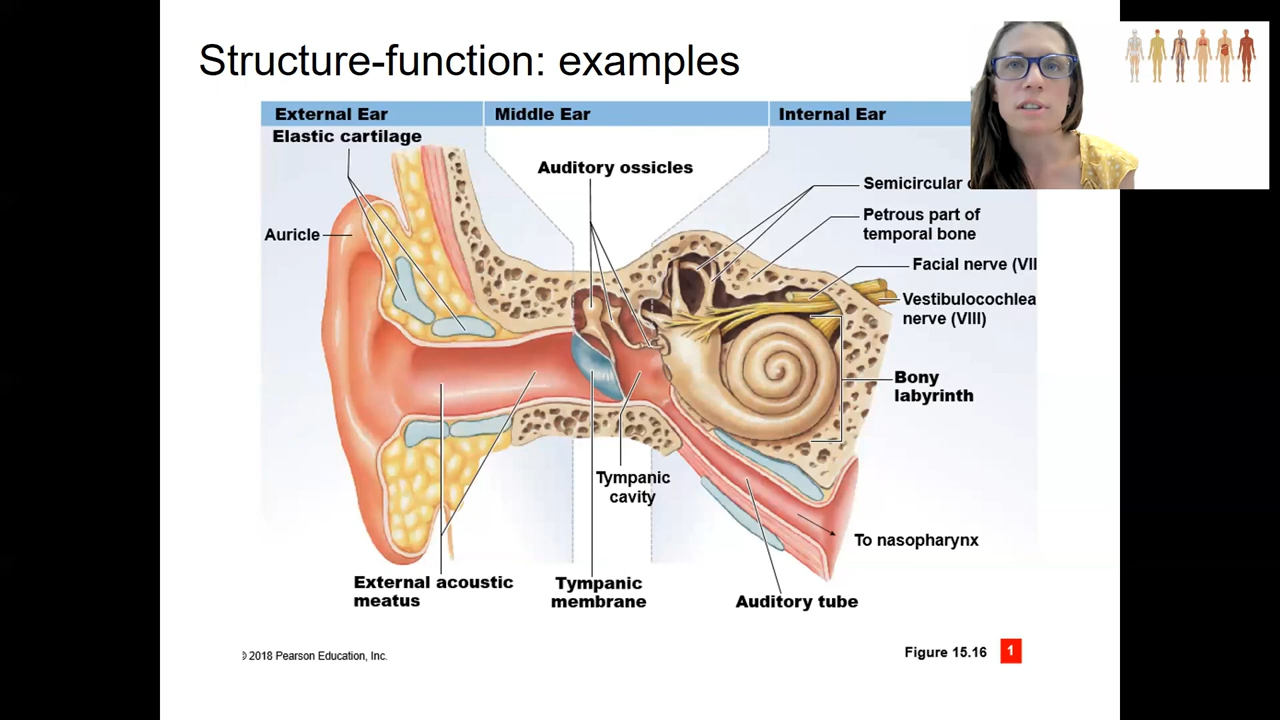 Structure-function: examples
External Ear
Middle Ear
Internal Ear
Elastic cartilage
Auditory ossicles
Semicircular
Petrous part of
temporal bone
Auricle
Facial nerve (VII
Vestibulocochlea
nerve (VIII)
Bony
labyrinth
Tympanic
cavity
To nasopharynx
External acoustic
meatus
Tympanic
membrane
Auditory tube
© 2018 Pearson Education, Inc.
Figure 15.16
1